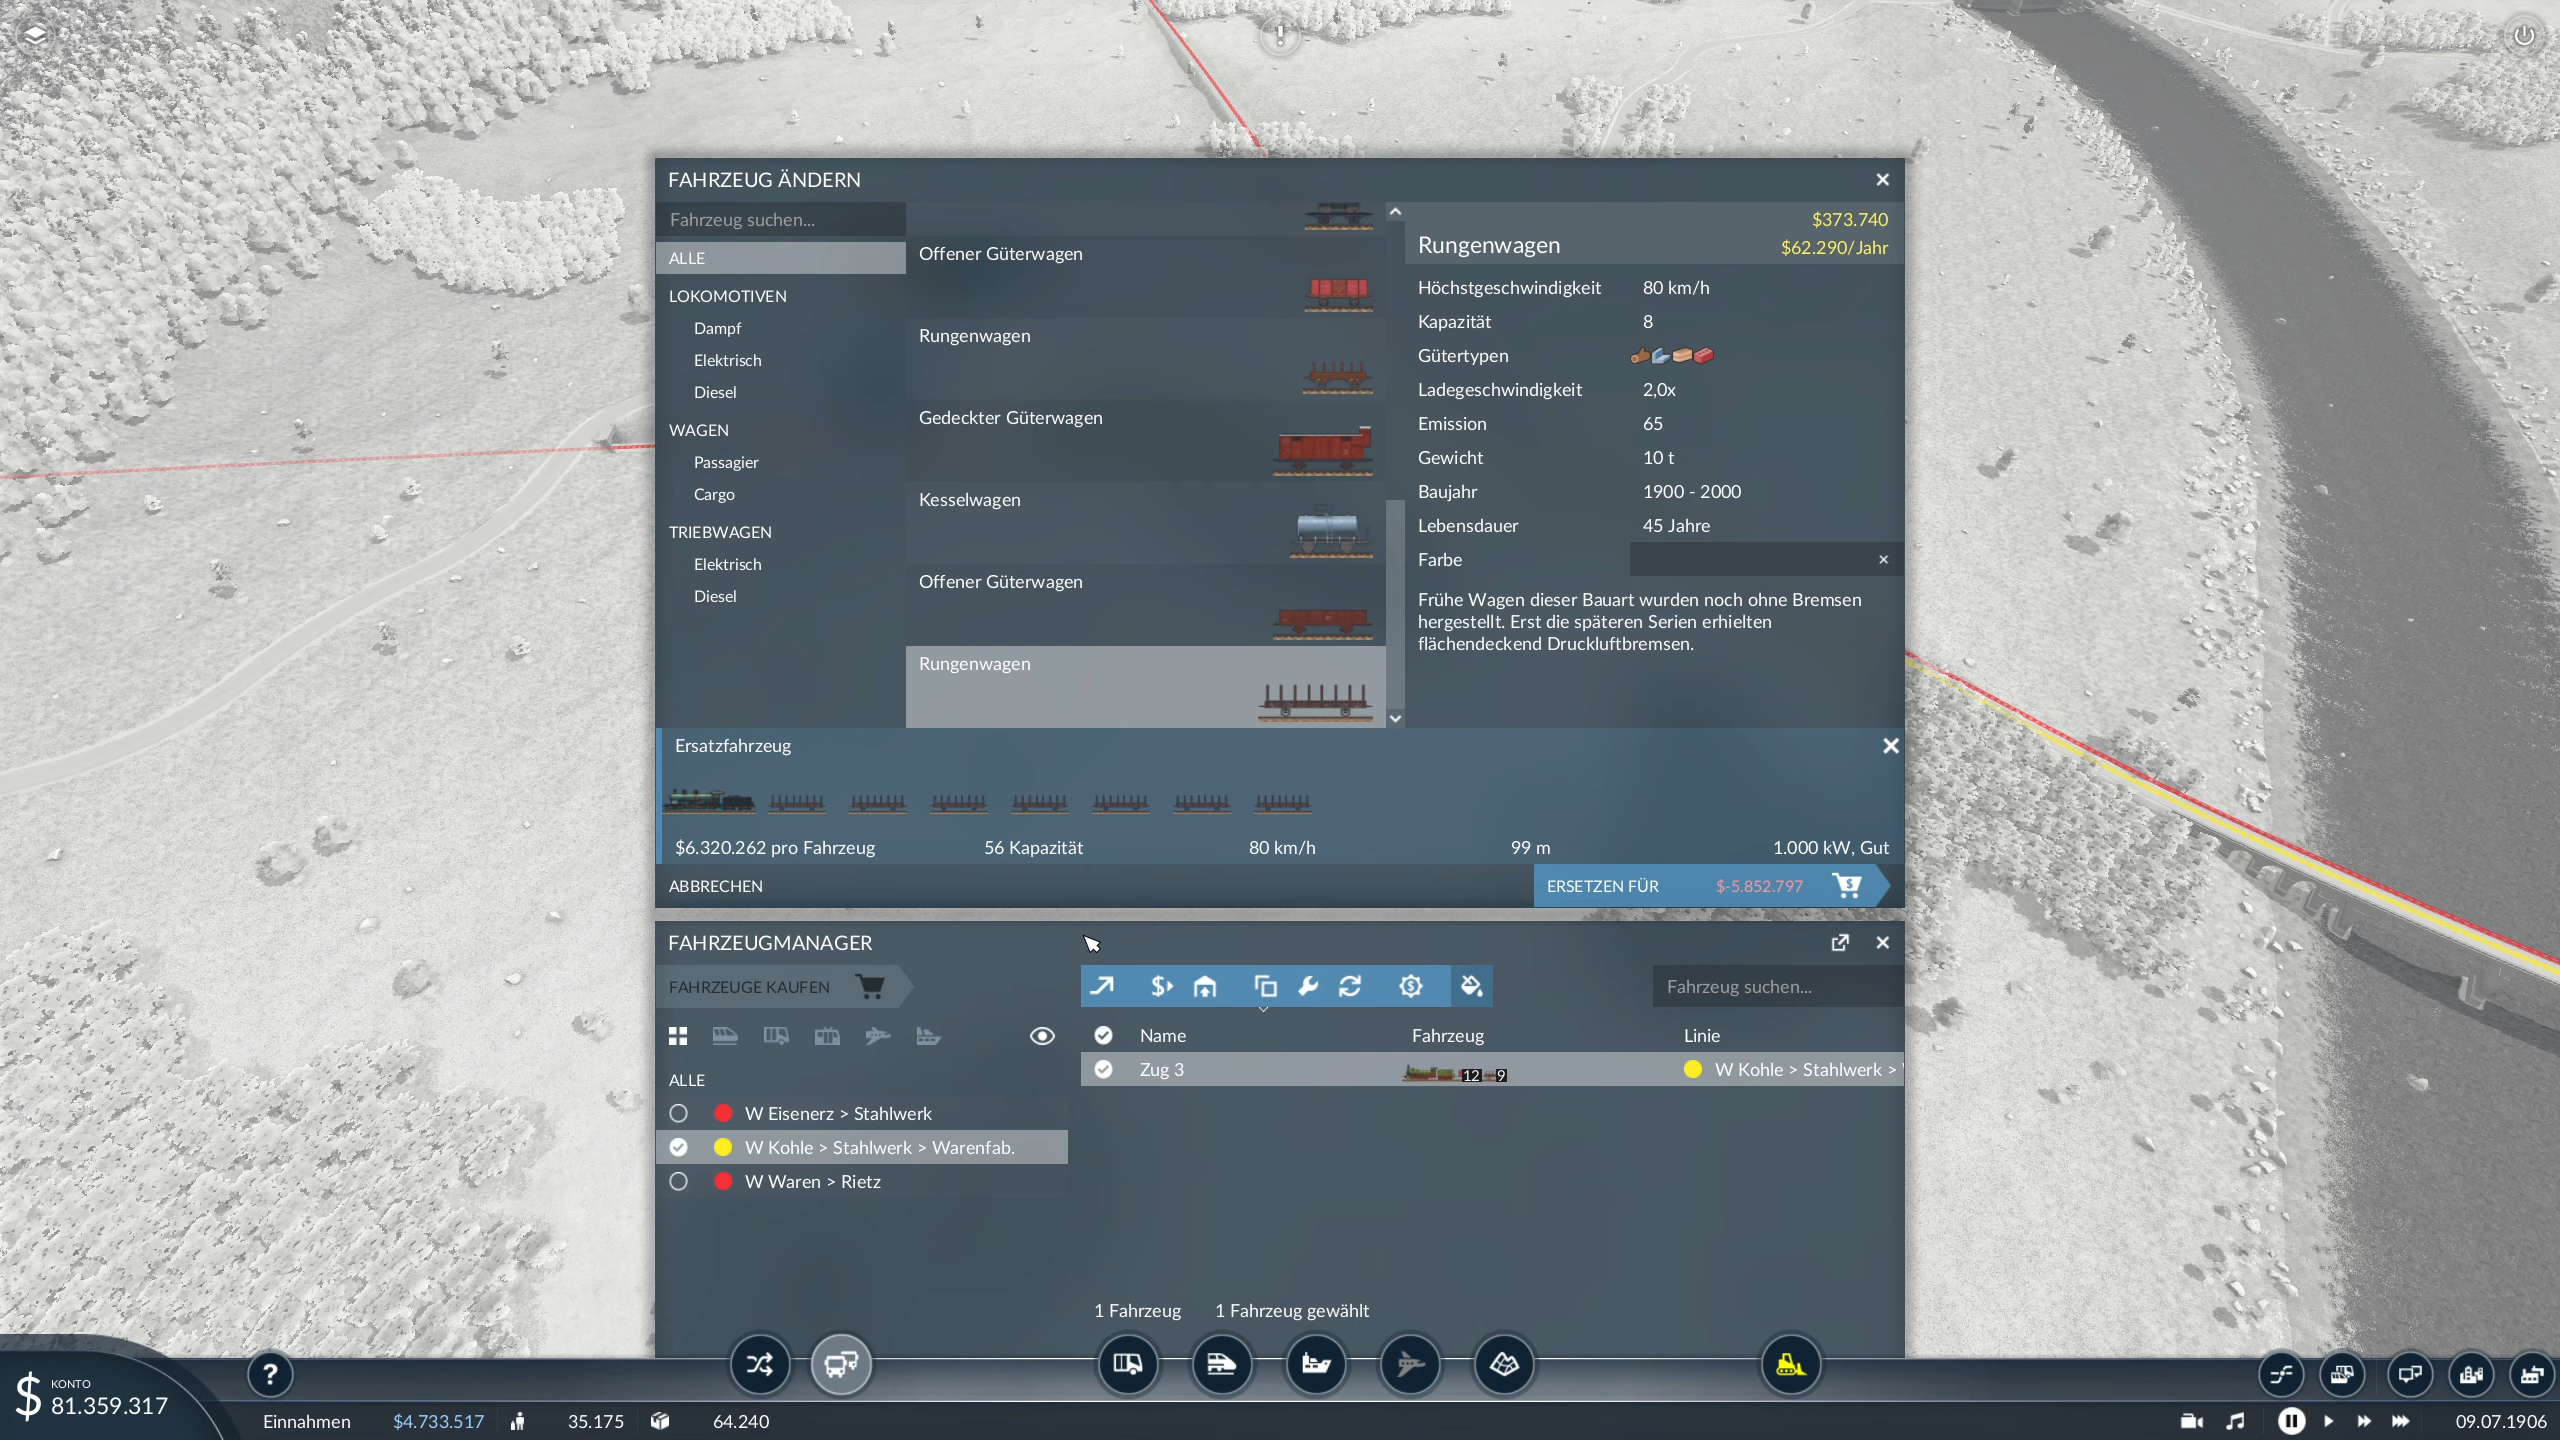 FAHRZEUG ÄNDERN
Fahrzeug suchen...
ALLE
LOKOMOTIVEN
Dampf
Elektrisch
Diesel
WAGEN
Passagier
Cargo
TRIEBWAGEN
Elektrisch
Diesel
Offener Güterwagen
Rungenwagen
Gedeckter Güterwagen
Kesselwagen
Offener Güterwagen
Rungenwagen
$373.740
Rungenwagen $62.290/Jahr
Höchstgeschwindigkeit 80 km/h
Kapazität 8
Gütertypen
Ladegeschwindigkeit 2,0x
Emission 65
Gewicht 10 t
Baujahr 1900 - 2000
Lebensdauer 45 Jahre
Farbe
Frühe Wagen dieser Bauart wurden noch ohne Bremsen
hergestellt. Erst die späteren Serien erhielten
flächendeckend Druckluftbremsen.
Ersatzfahrzeug
$6.320.262 pro Fahrzeug 56 Kapazität 80 km/h 99 m 1.000 kW, Gut
ABBRECHEN ERSETZEN FÜR $-5.852.797
FAHRZEUGMANAGER
FAHRZEUGE KAUFEN
Fahrzeug suchen...
ALLE
W Eisenerz > Stahlwerk
W Kohle > Stahlwerk > Warenfab.
W Waren > Rietz
Name Fahrzeug Linie
Zug 3 12 9 W Kohle > Stahlwerk >
1 Fahrzeug 1 Fahrzeug gewählt
KONTO
$ 81.359.317
?
Einnahmen $4.733.517 35.175 64.240
09.07.1906